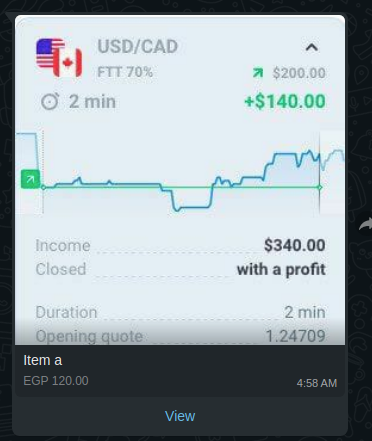 USD/CAD
FTT 70%
$200.00
2 min
+$140.00
Income
$340.00
Closed
with a profit
Duration
2 min
Opening quote
1.24709
Item a
EGP 120.00
4:58 AM
View